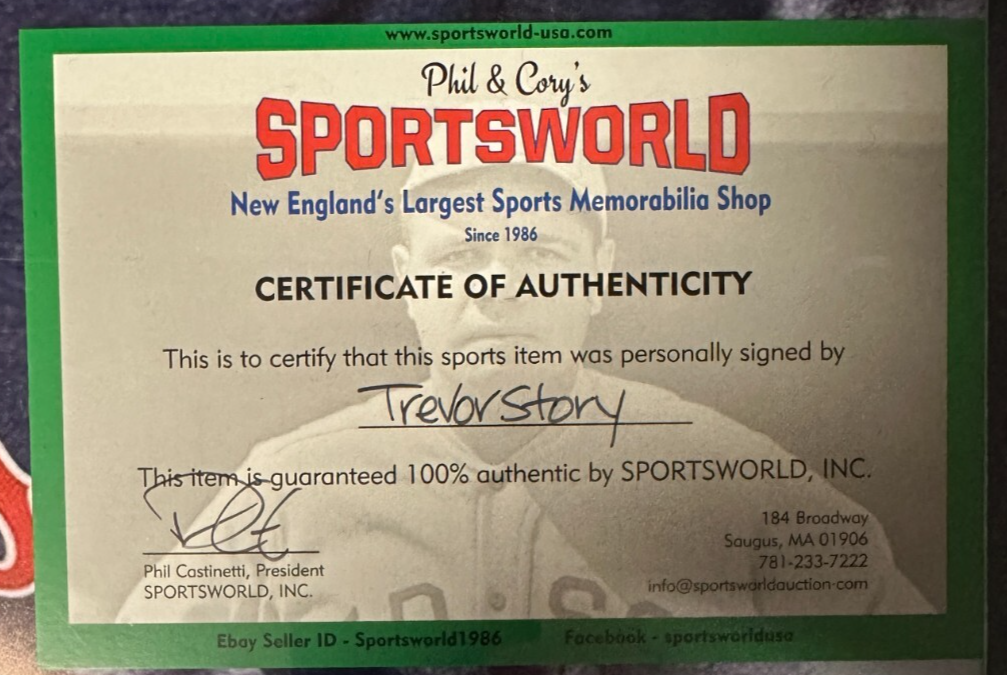 www.sportsworld-usa.com
Phil & Cory's
SPORTSWORLD
New England's Largest Sports Memorabilia Shop
Since 1986
CERTIFICATE OF AUTHENTICITY
This is to certify that this sports item was personally signed by
Trevor Story
This item is guaranteed 100% authentic by SPORTSWORLD, INC.
184 Broadway
Saugus, MA 01906
781-233-7222
info@sportsworldauction.com
Phil Castinetti, President
SPORTSWORLD, INC.
Ebay Seller ID - Sportsworld1986
Facebook - sportsworldusa